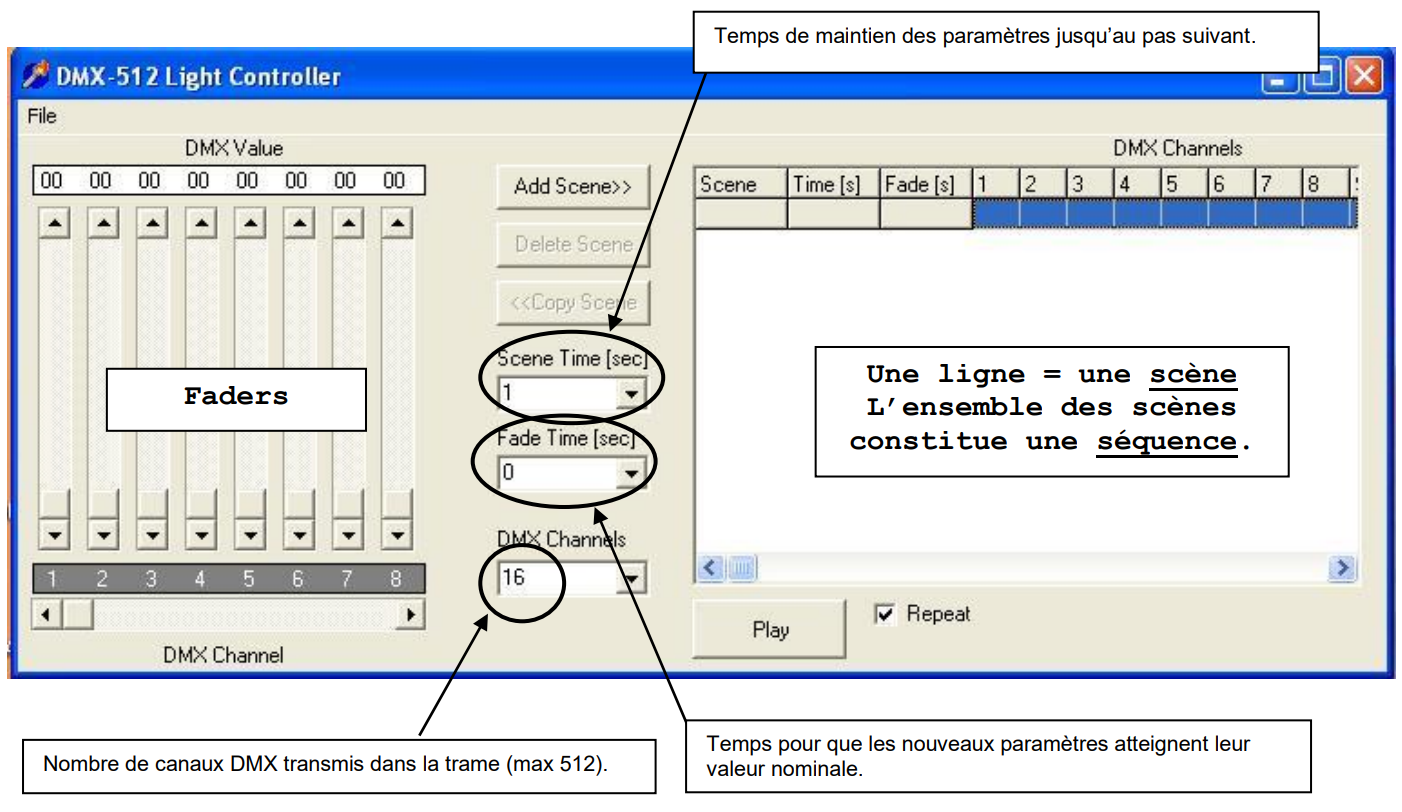 Temps de maintien des paramètres jusqu’au pas suivant.
DMX-512 Light Controller
File
DMX Value
00 00 00 00 00 00 00 00
Faders
1 2 3 4 5 6 7 8
DMX Channel
Add Scene>>
Delete Scene
<<Copy Scene
Scene Time [sec]
1
Fade Time [sec]
0
DMX Channels
16
DMX Channels
Scene Time [s] Fade [s] 1 2 3 4 5 6 7 8
Une ligne = une scène
L’ensemble des scènes
constitue une séquence.
Play
Repeat
Nombre de canaux DMX transmis dans la trame (max 512).
Temps pour que les nouveaux paramètres atteignent leur
valeur nominale.